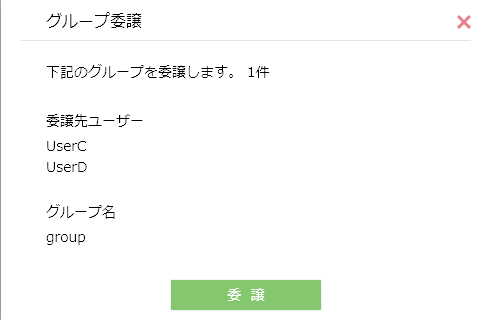 グループ委譲
下記のグループを委譲します。 1件
委譲先ユーザー
UserC
UserD
グループ名
group
委 譲